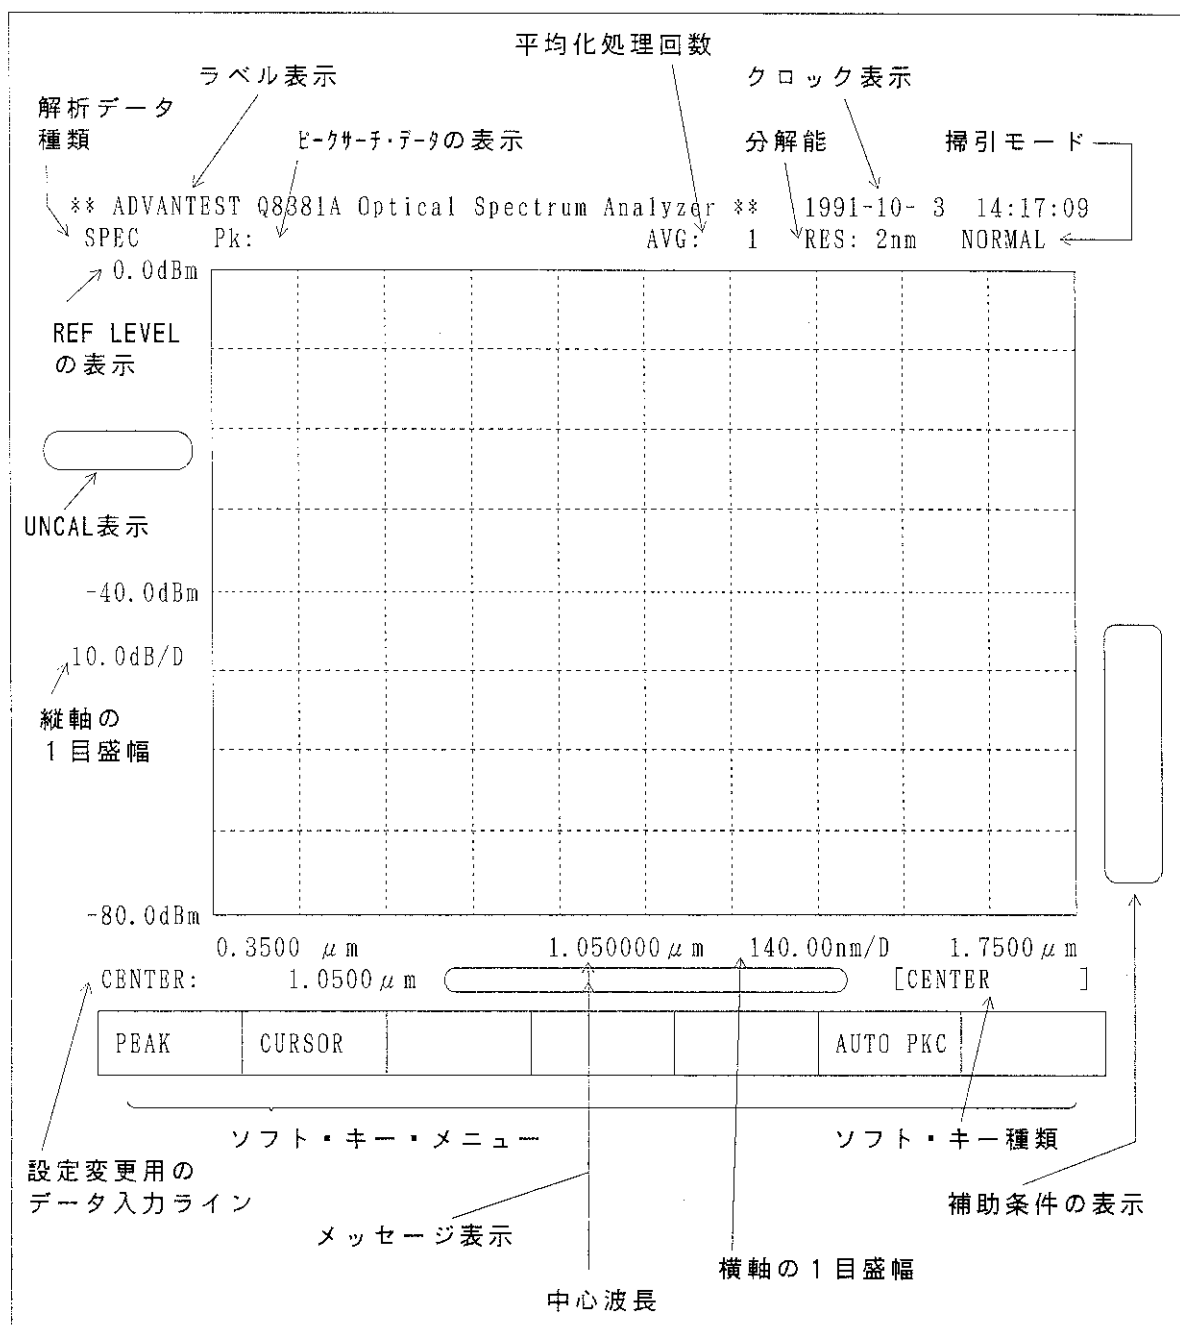 平均化処理回数
ラベル表示
クロック表示
解析データ
種類
ピークサーチ・データの表示
分解能
掃引モード
** ADVANTEST Q8381A Optical Spectrum Analyzer ** 1991-10- 3 14:17:09
SPEC Pk: AVG: 1 RES: 2nm NORMAL
0.0dBm
REF LEVEL
の表示
UNCAL表示
-40.0dBm
10.0dB/D
縦軸の
1目盛幅
-80.0dBm
0.3500 μm 1.050000μm 140.00nm/D 1.7500μm
CENTER: 1.0500μm [CENTER ]
PEAK CURSOR AUTO PKC
ソフト・キー・メニュー
ソフト・キー種類
設定変更用の
データ入力ライン
補助条件の表示
メッセージ表示
横軸の1目盛幅
中心波長